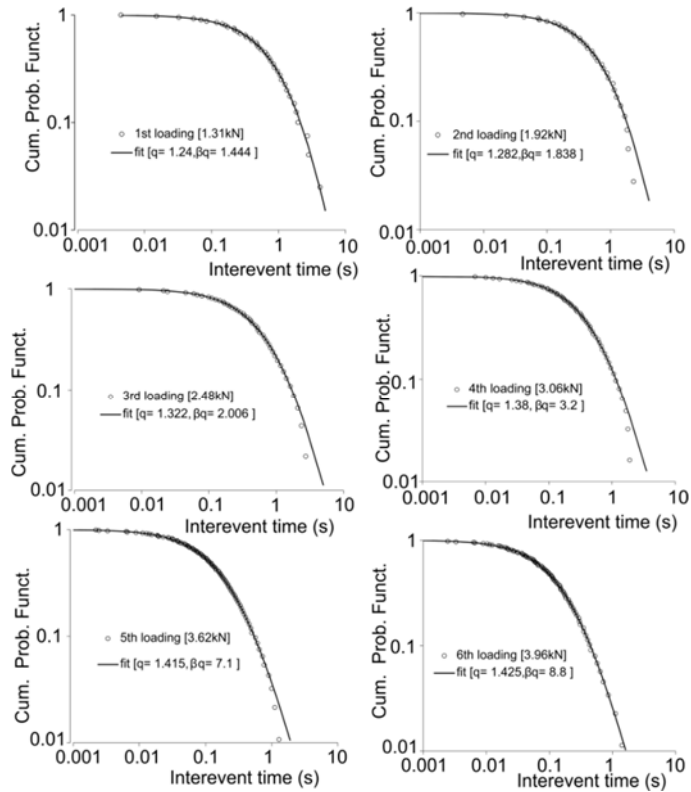 Cum. Prob. Funct.
1
0.1
0.01
1st loading [1.31kN]
fit [q= 1.24,βq= 1.444 ]
0.001 0.01 0.1 1 10
Interevent time (s)
Cum. Prob. Funct.
1
0.1
0.01
2nd loading [1.92kN]
fit [q= 1.282,βq= 1.838 ]
0.001 0.01 0.1 1 10
Interevent time (s)
Cum. Prob. Funct.
1
0.1
0.01
3rd loading [2.48kN]
fit [q= 1.322, βq= 2.006 ]
0.001 0.01 0.1 1 10
Interevent time (s)
Cum. Prob. Funct.
1
0.1
0.01
4th loading [3.06kN]
fit [q= 1.38, βq= 3.2 ]
0.001 0.01 0.1 1 10
Interevent time (s)
Cum. Prob. Funct.
1
0.1
0.01
5th loading [3.62kN]
fit [q= 1.415, βq= 7.1 ]
0.001 0.01 0.1 1 10
Interevent time (s)
Cum. Prob. Funct.
1
0.1
0.01
6th loading [3.96kN]
fit [q= 1.425,βq= 8.8 ]
0.001 0.01 0.1 1 10
Interevent time (s)